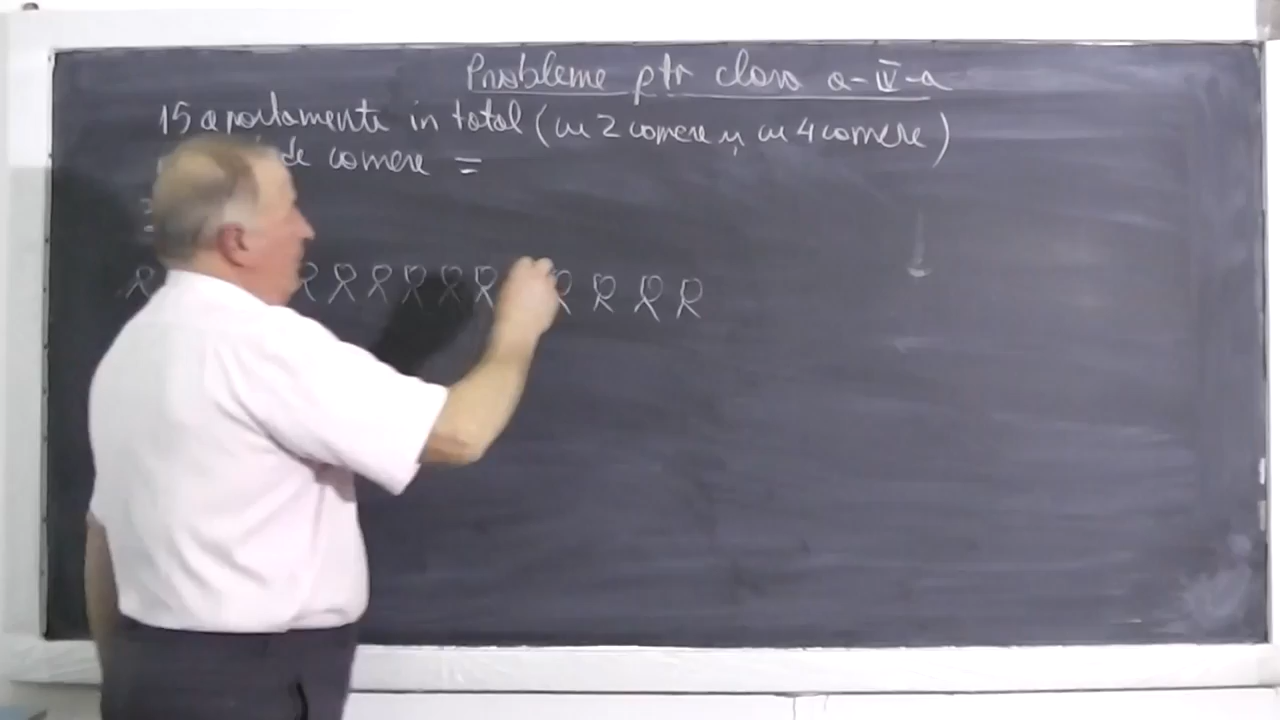 Probleme ptr clasa a-IV-a
15 apartamente in total (cu 2 camere și cu 4 camere)
de camere =